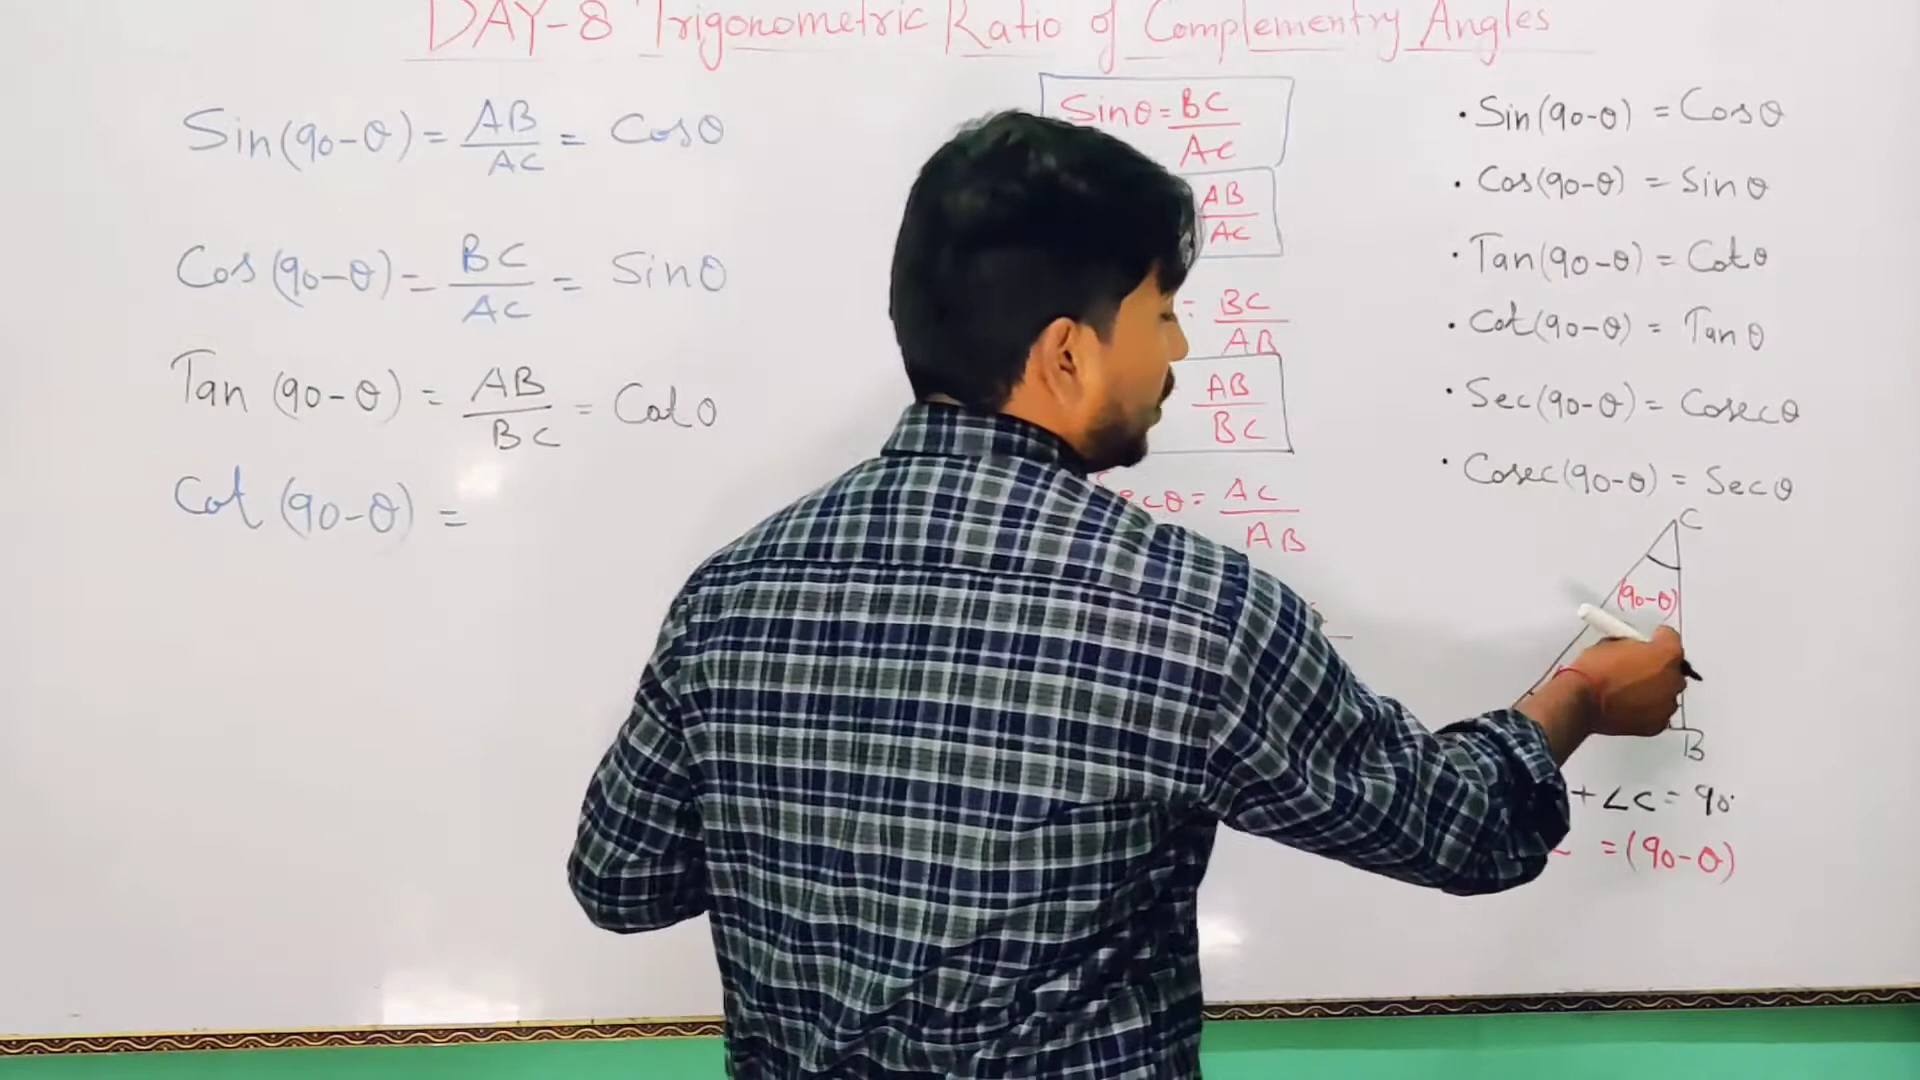 DAY-8 Trigonometric Ratio of Complementry Angles
Sin(90-θ) = AB/AC = Cosθ
Cos(90-θ) = BC/AC = Sinθ
Tan (90-θ) = AB/BC = Cotθ
Cot (90-θ) =
Sinθ = BC/AC
AB/AC
= BC/AB
AB/BC
Secθ = AC/AB
• Sin(90-θ) = Cosθ
• Cos(90-θ) = Sinθ
• Tan(90-θ) = Cotθ
• Cot(90-θ) = Tanθ
• Sec(90-θ) = Cosecθ
• Cosec(90-θ) = Secθ
C
(90-θ)
B
+∠C = 90°
=(90-θ)